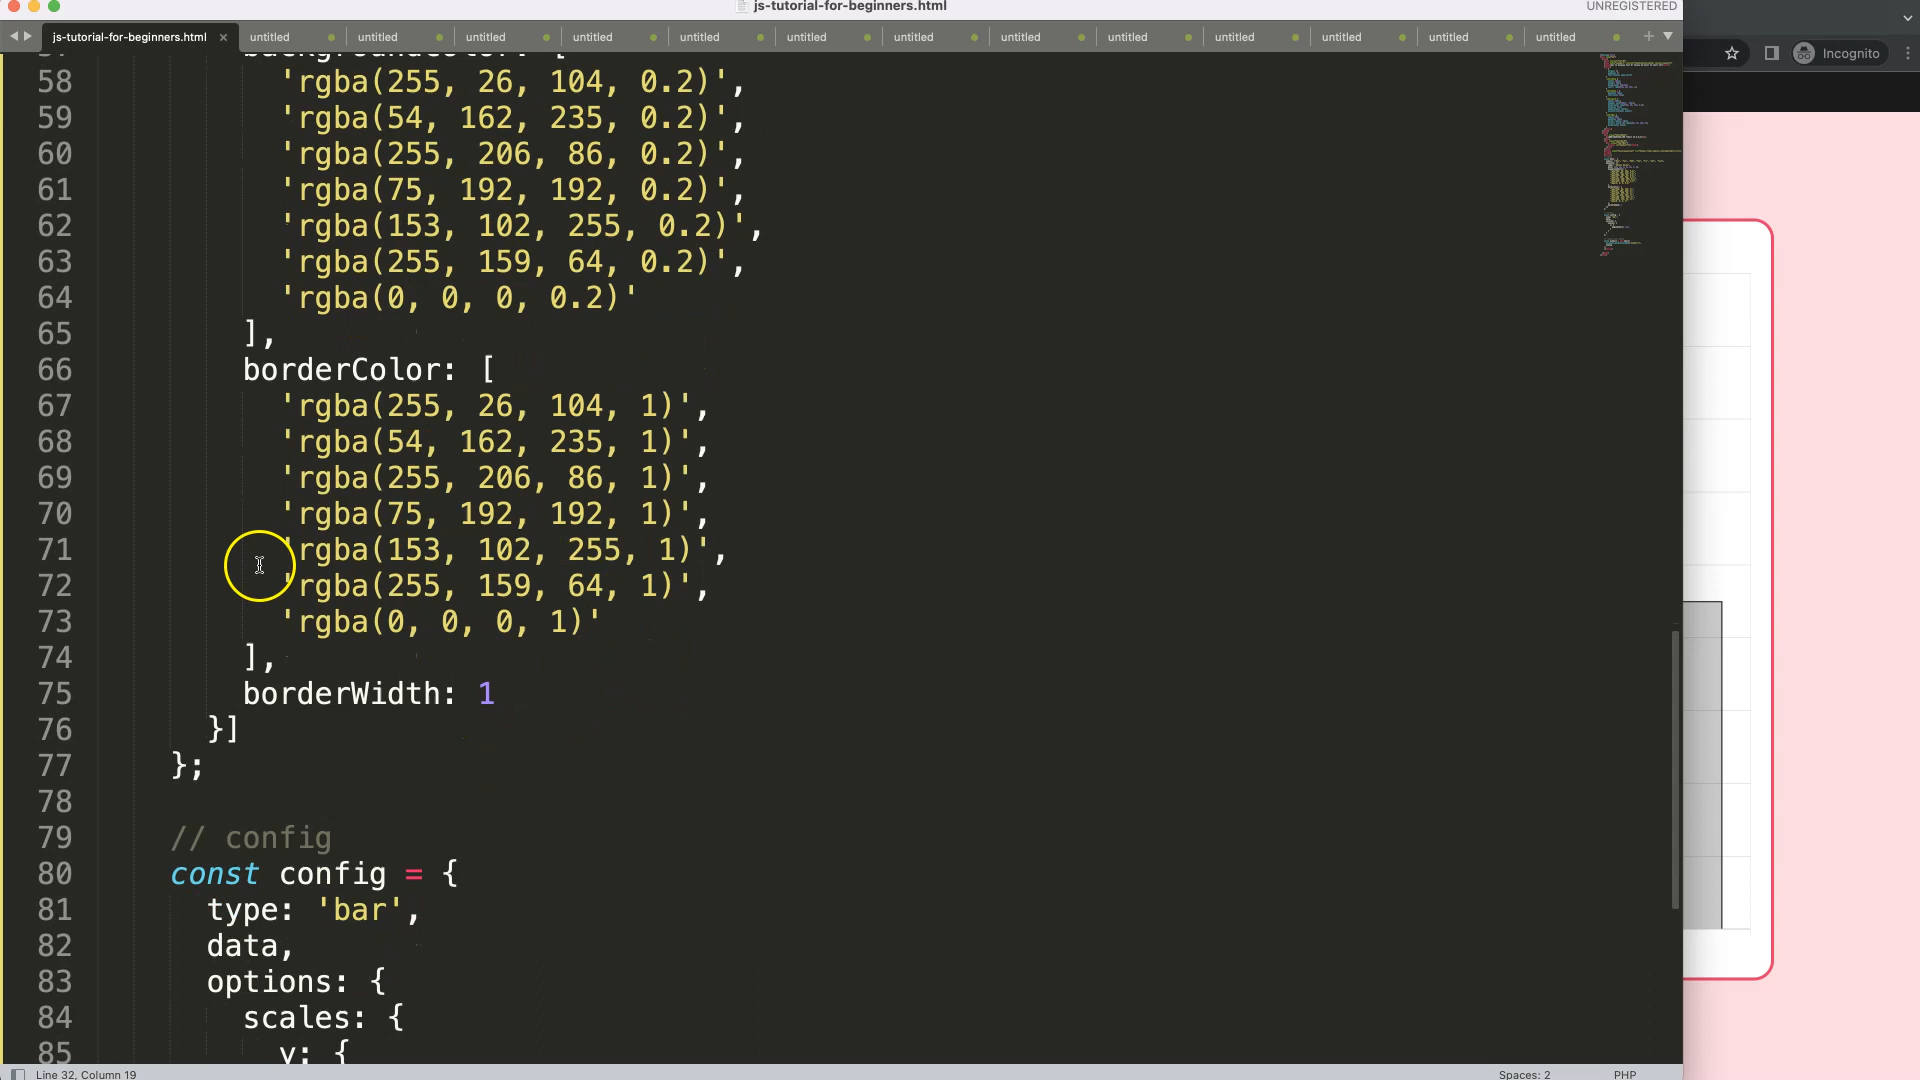 js-tutorial-for-beginners.html
UNREGISTERED
js-tutorial-for-beginners.html × untitled untitled untitled untitled untitled untitled untitled untitled untitled untitled untitled untitled untitled
Incognito
58 'rgba(255, 26, 104, 0.2)',
59 'rgba(54, 162, 235, 0.2)',
60 'rgba(255, 206, 86, 0.2)',
61 'rgba(75, 192, 192, 0.2)',
62 'rgba(153, 102, 255, 0.2)',
63 'rgba(255, 159, 64, 0.2)',
64 'rgba(0, 0, 0, 0.2)'
65 ],
66 borderColor: [
67 'rgba(255, 26, 104, 1)',
68 'rgba(54, 162, 235, 1)',
69 'rgba(255, 206, 86, 1)',
70 'rgba(75, 192, 192, 1)',
71 'rgba(153, 102, 255, 1)',
72 'rgba(255, 159, 64, 1)',
73 'rgba(0, 0, 0, 1)'
74 ],
75 borderWidth: 1
76 }]
77 };
78
79 // config
80 const config = {
81 type: 'bar',
82 data,
83 options: {
84 scales: {
85 y: {
Line 32, Column 19
Spaces: 2
PHP